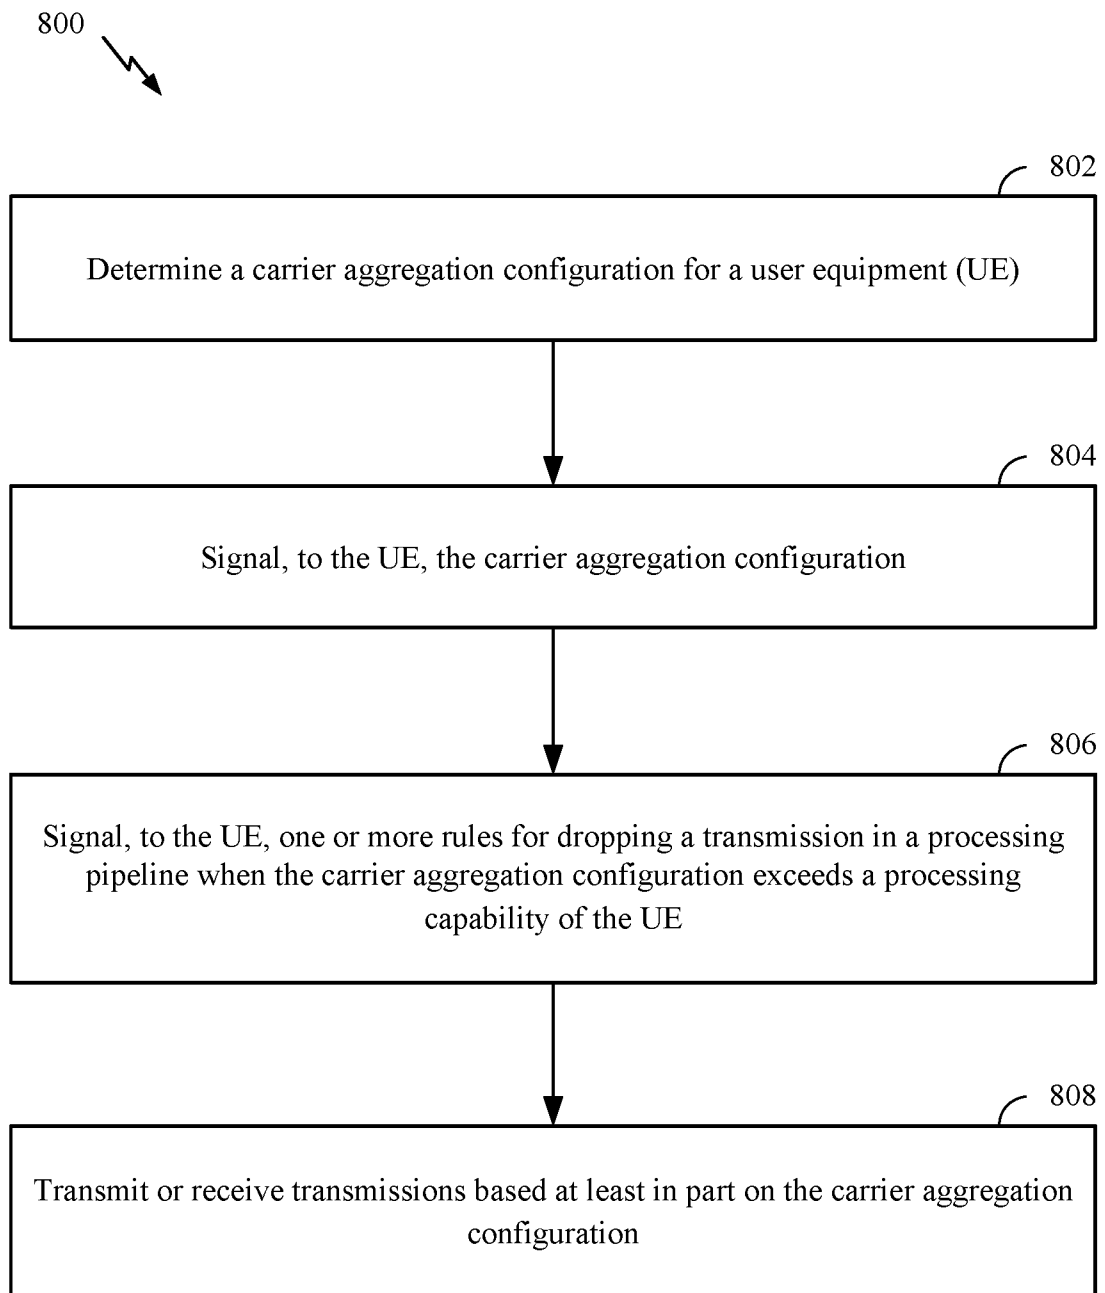 800
802
Determine a carrier aggregation configuration for a user equipment (UE)
804
Signal, to the UE, the carrier aggregation configuration
806
Signal, to the UE, one or more rules for dropping a transmission in a processing
pipeline when the carrier aggregation configuration exceeds a processing
capability of the UE
808
Transmit or receive transmissions based at least in part on the carrier aggregation
configuration